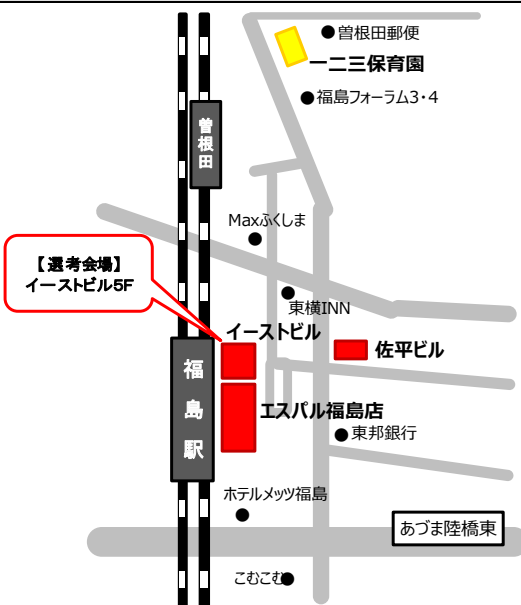 曽根田郵便
一二三保育園
福島フォーラム3・4
曽根田
Maxふくしま
【選考会場】
イーストビル5F
東横INN
イーストビル
佐平ビル
福島駅
エスパル福島店
東邦銀行
ホテルメッツ福島
あづま陸橋東
こむこむ